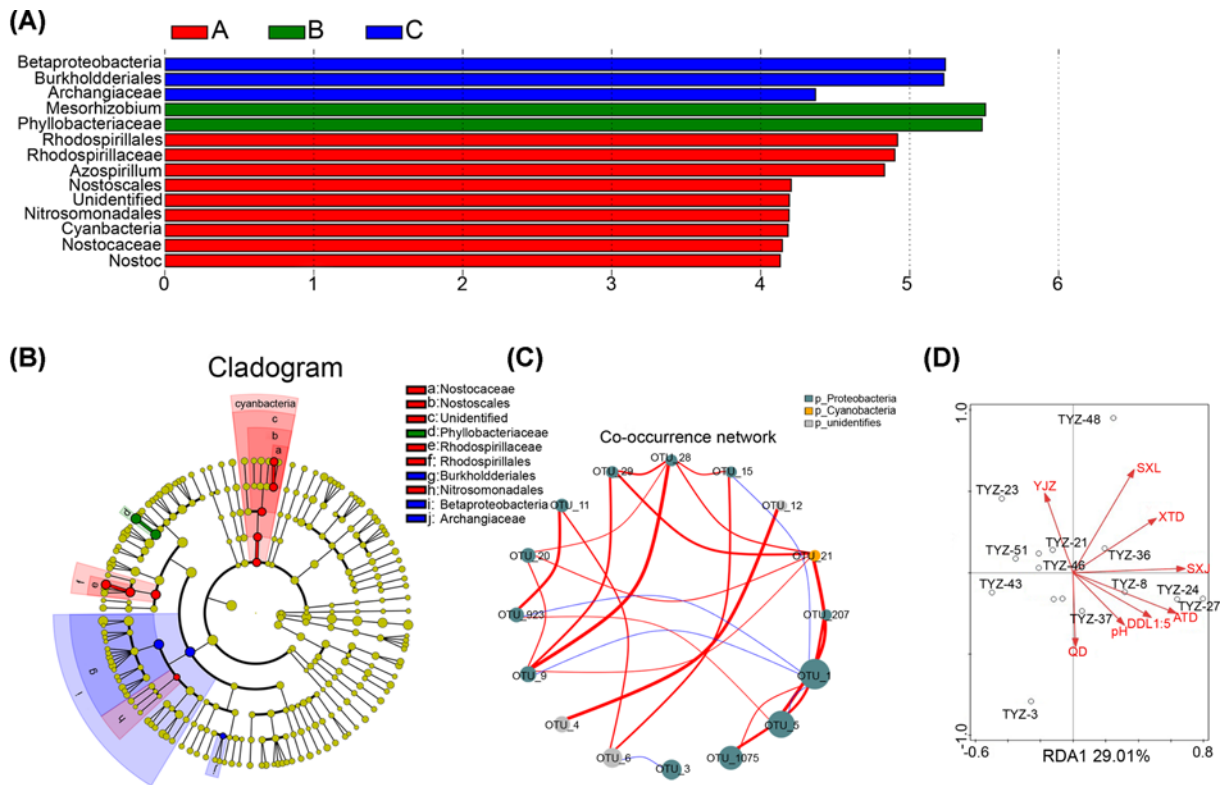 (A)
A B C
Betaproteobacteria
Burkholdderiales
Archangiaceae
Mesorhizobium
Phyllobacteriaceae
Rhodospirillales
Rhodospirillaceae
Azospirillum
Nostoscales
Unidentified
Nitrosomonadales
Cyanbacteria
Nostocaceae
Nostoc
0 1 2 3 4 5 6
(B)
Cladogram
cyanbacteria
c
b
a
d
f
e
g
i
h
j
a:Nostocaceae
b:Nostoscales
c:Unidentified
d:Phyllobacteriaceae
e:Rhodospirillaceae
f: Rhodospirillales
g:Burkholdderiales
h:Nitrosomonadales
i: Betaproteobacteria
j: Archangiaceae
(C)
p_Proteobacteria
p_Cyanobacteria
p_unidentifies
Co-occurrence network
OTU_28
OTU_29
OTU_15
OTU_11
OTU_12
OTU_20
OTU_21
OTU_923
OTU_207
OTU_9
OTU_1
OTU_4
OTU_5
OTU_6
OTU_3
OTU_1075
(D)
1.0
TYZ-48
SXL
YJZ
TYZ-23
XTD
TYZ-21
TYZ-36
TYZ-51
TYZ-46
SXJ
TYZ-43
TYZ-8
TYZ-24
TYZ-27
TYZ-37
DDL1:5
ATD
pH
QD
TYZ-3
-1.0
-0.6
RDA1 29.01%
0.8